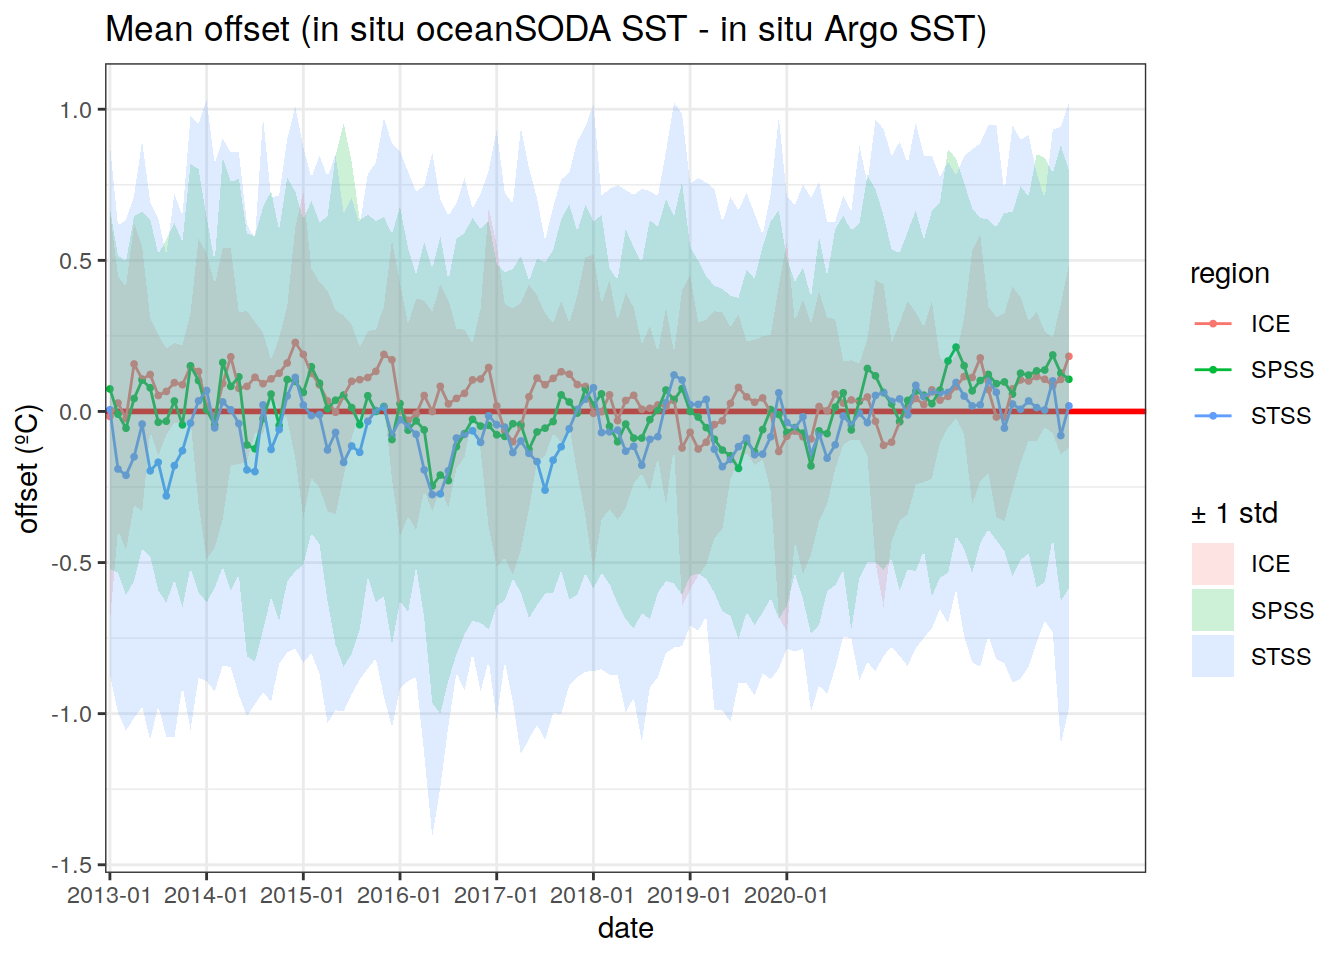 Mean offset (in situ oceanSODA SST - in situ Argo SST)
1.0
0.5
0.0
-0.5
-1.0
-1.5
offset (ºC)
2013-01 2014-01 2015-01 2016-01 2017-01 2018-01 2019-01 2020-01
date
region
ICE
SPSS
STSS
± 1 std
ICE
SPSS
STSS